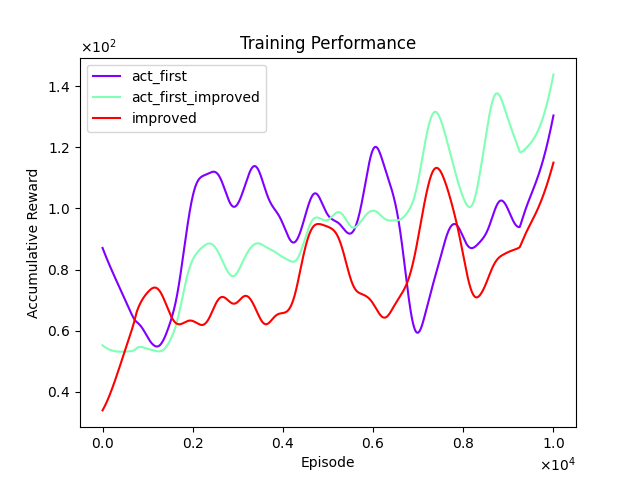 Training Performance
×10²
act_first
act_first_improved
improved
Accumulative Reward
1.4
1.2
1.0
0.8
0.6
0.4
0.0 0.2 0.4 0.6 0.8 1.0
Episode
×10⁴